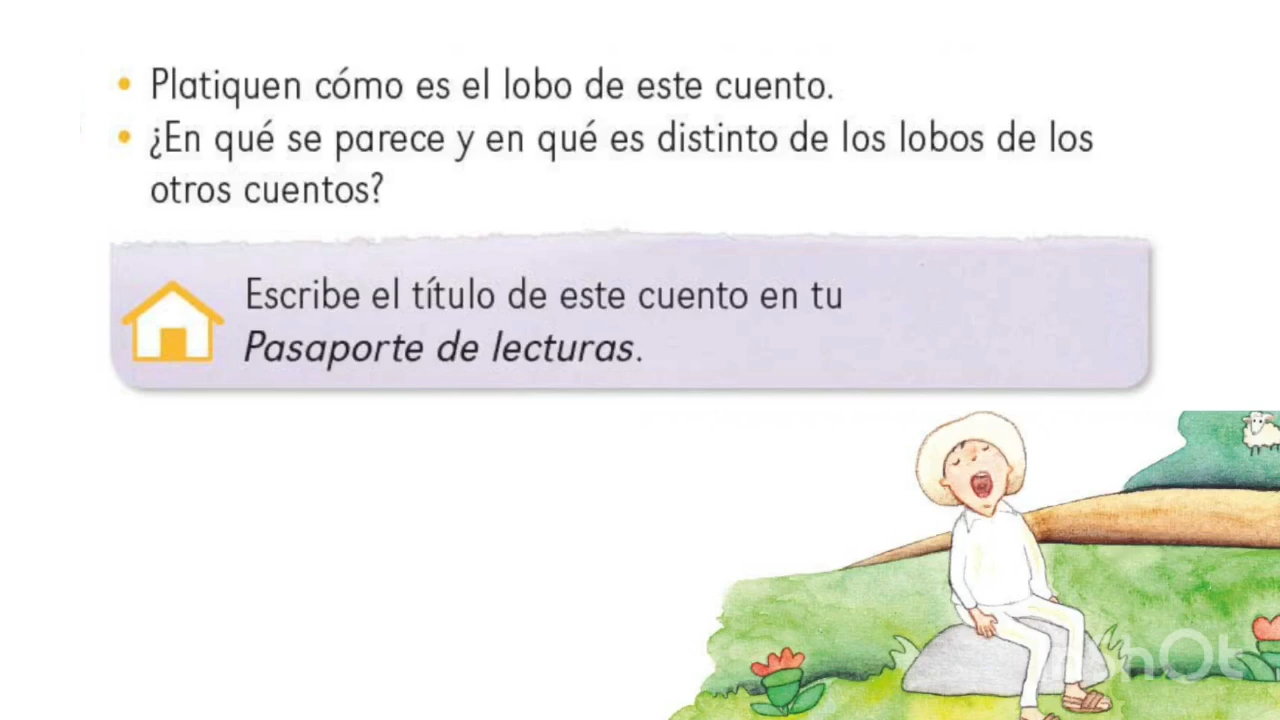 • Platiquen cómo es el lobo de este cuento.
• ¿En qué se parece y en qué es distinto de los lobos de los
otros cuentos?
Escribe el título de este cuento en tu
Pasaporte de lecturas.